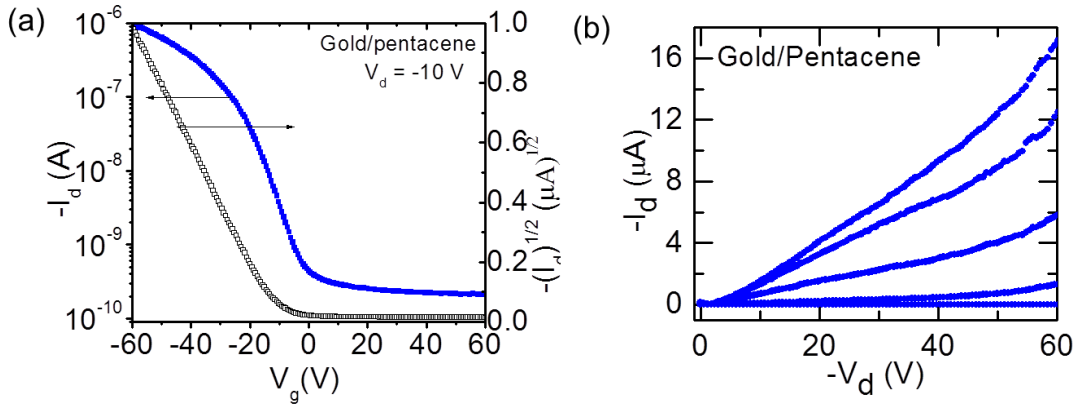 (a)
Gold/pentacene
V_d = -10 V
10^-6
10^-7
10^-8
10^-9
10^-10
-I_d (A)
1.0
0.8
0.6
0.4
0.2
0.0
-(I_d)^1/2 (μA)^1/2
-60 -40 -20 0 20 40 60
V_g(V)
(b)
Gold/Pentacene
16
12
8
4
0
-I_d (μA)
0 20 40 60
-V_d (V)